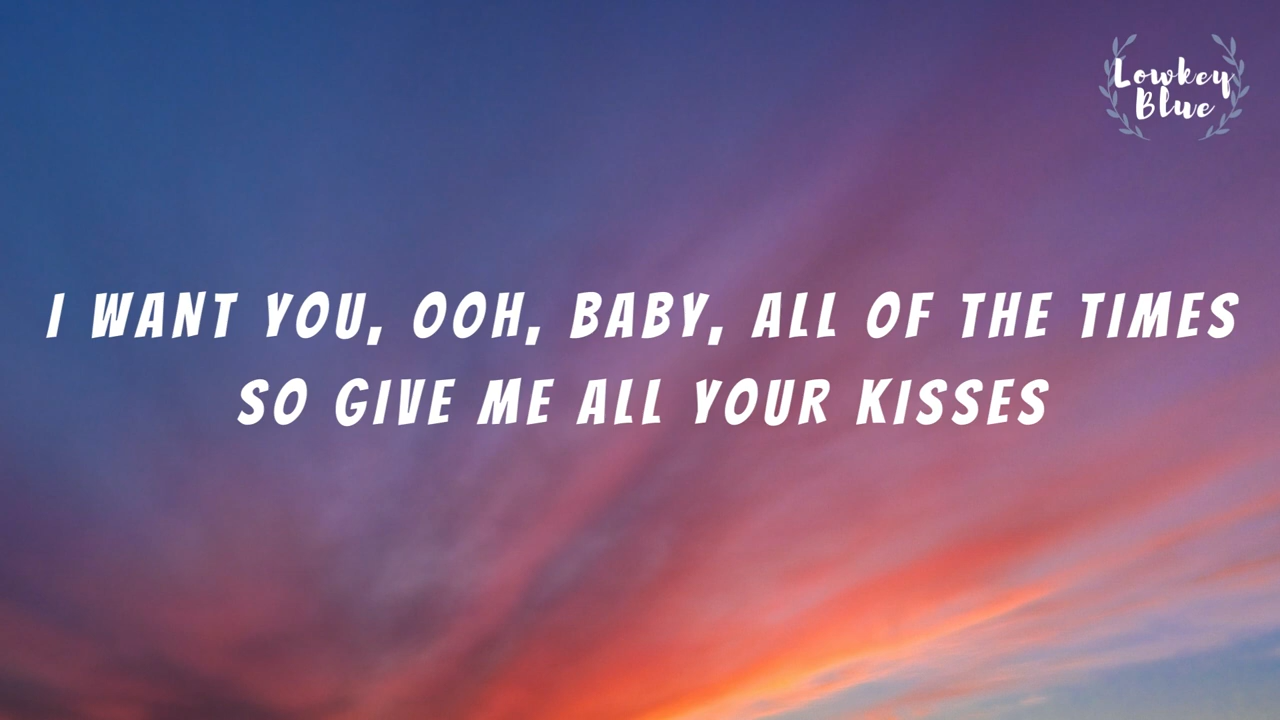 Lowkey
Blue
I WANT YOU, OOH, BABY, ALL OF THE TIMES
SO GIVE ME ALL YOUR KISSES